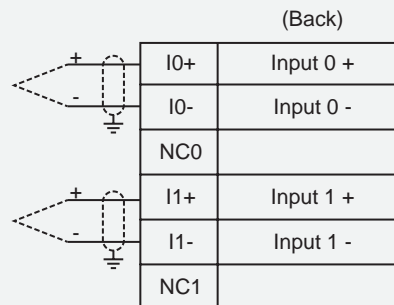 (Back)
+ I0+ Input 0 +
- I0- Input 0 -
NC0
+ I1+ Input 1 +
- I1- Input 1 -
NC1